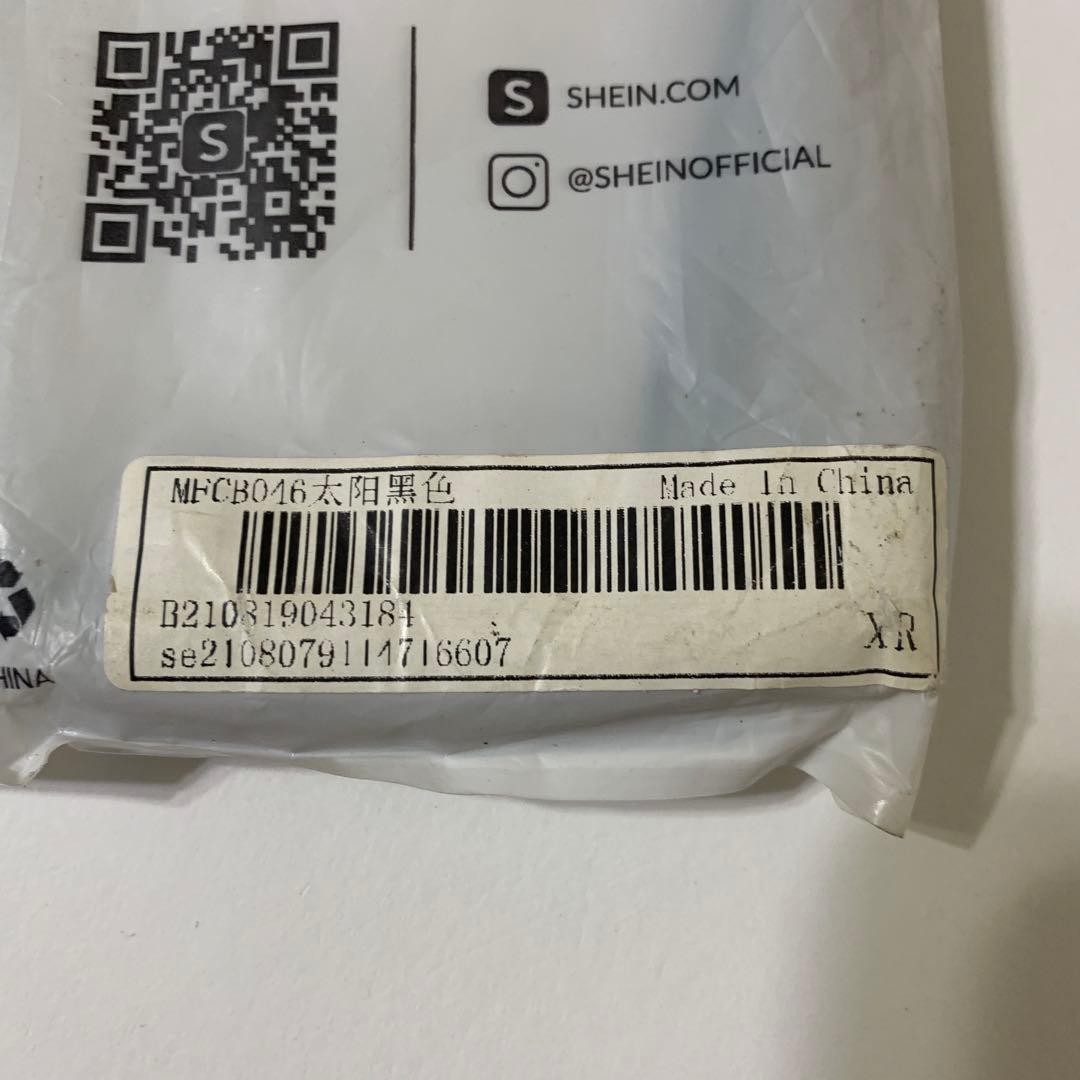 S
S SHEIN.COM
@SHEINOFFICIAL
MFCB046太阳黑色
Made In China
B210819043184
se2108079114716607
XR
HINA